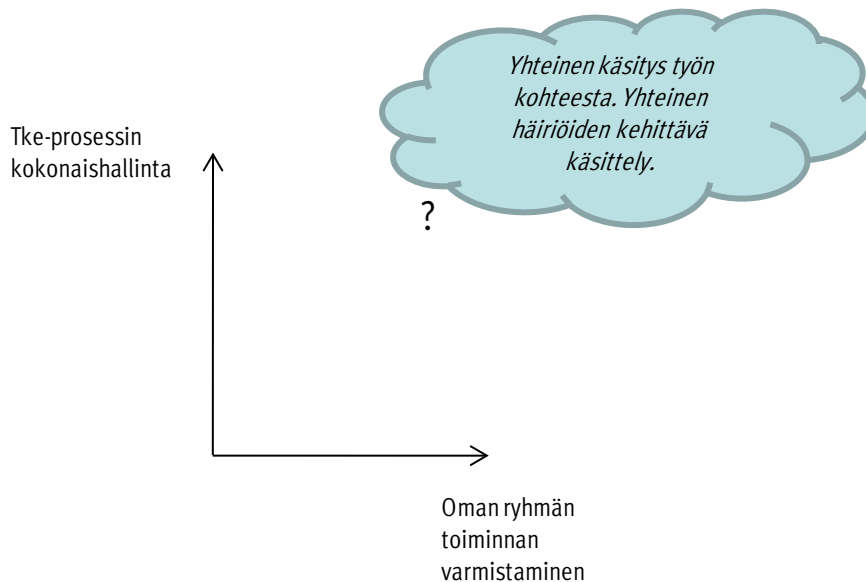 Yhteinen käsitys työn
kohteesta. Yhteinen
häiriöiden kehittävä
käsittely.
Tke-prosessin
kokonaishallinta
?
Oman ryhmän
toiminnan
varmistaminen